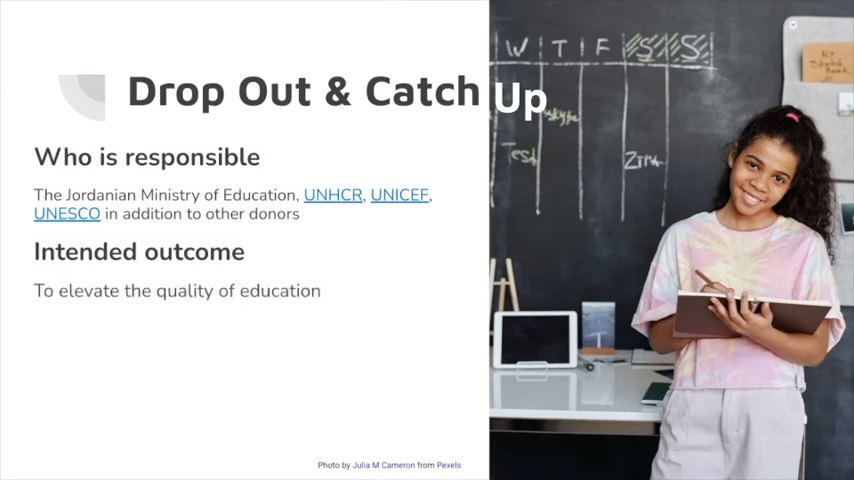 Drop Out & Catch Up
Who is responsible
The Jordanian Ministry of Education, UNHCR, UNICEF,
UNESCO in addition to other donors
Intended outcome
To elevate the quality of education
Photo by Julia M Cameron from Pexels
W T F S S
Test